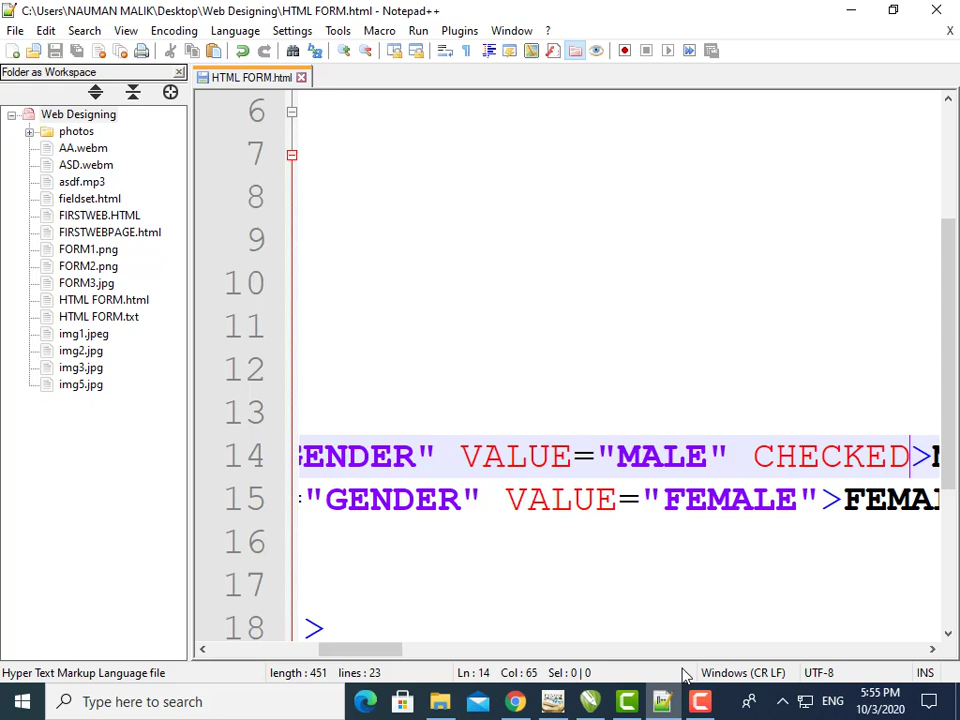 C:\Users\NAUMAN MALIK\Desktop\Web Designing\HTML FORM.html - Notepad++
File Edit Search View Encoding Language Settings Tools Macro Run Plugins Window ? X
Folder as Workspace
HTML FORM.html
Web Designing
photos
AA.webm
ASD.webm
asdf.mp3
fieldset.html
FIRSTWEB.HTML
FIRSTWEBPAGE.html
FORM1.png
FORM2.png
FORM3.jpg
HTML FORM.html
HTML FORM.txt
img1.jpeg
img2.jpg
img3.jpg
img5.jpg
6
7
8
9
10
11
12
13
14 GENDER" VALUE="MALE" CHECKED>
15 ="GENDER" VALUE="FEMALE">FEMAL
16
17
18 >
Hyper Text Markup Language file length : 451 lines : 23 Ln : 14 Col : 65 Sel : 0 | 0 Windows (CR LF) UTF-8 INS
Type here to search
ENG
5:55 PM
10/3/2020